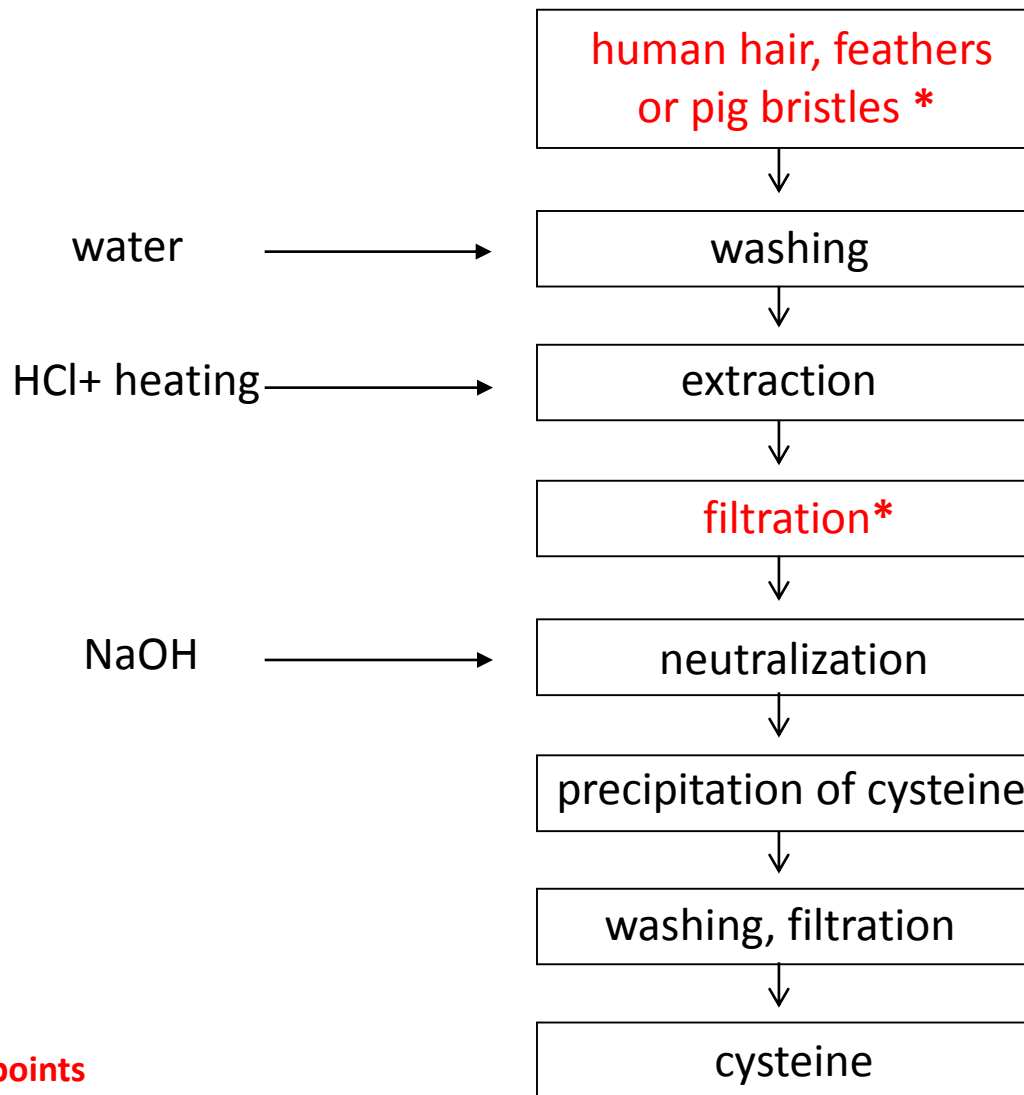 human hair, feathers
or pig bristles *
water
washing
HCl+ heating
extraction
filtration*
NaOH
neutralization
precipitation of cysteine
washing, filtration
cysteine
points